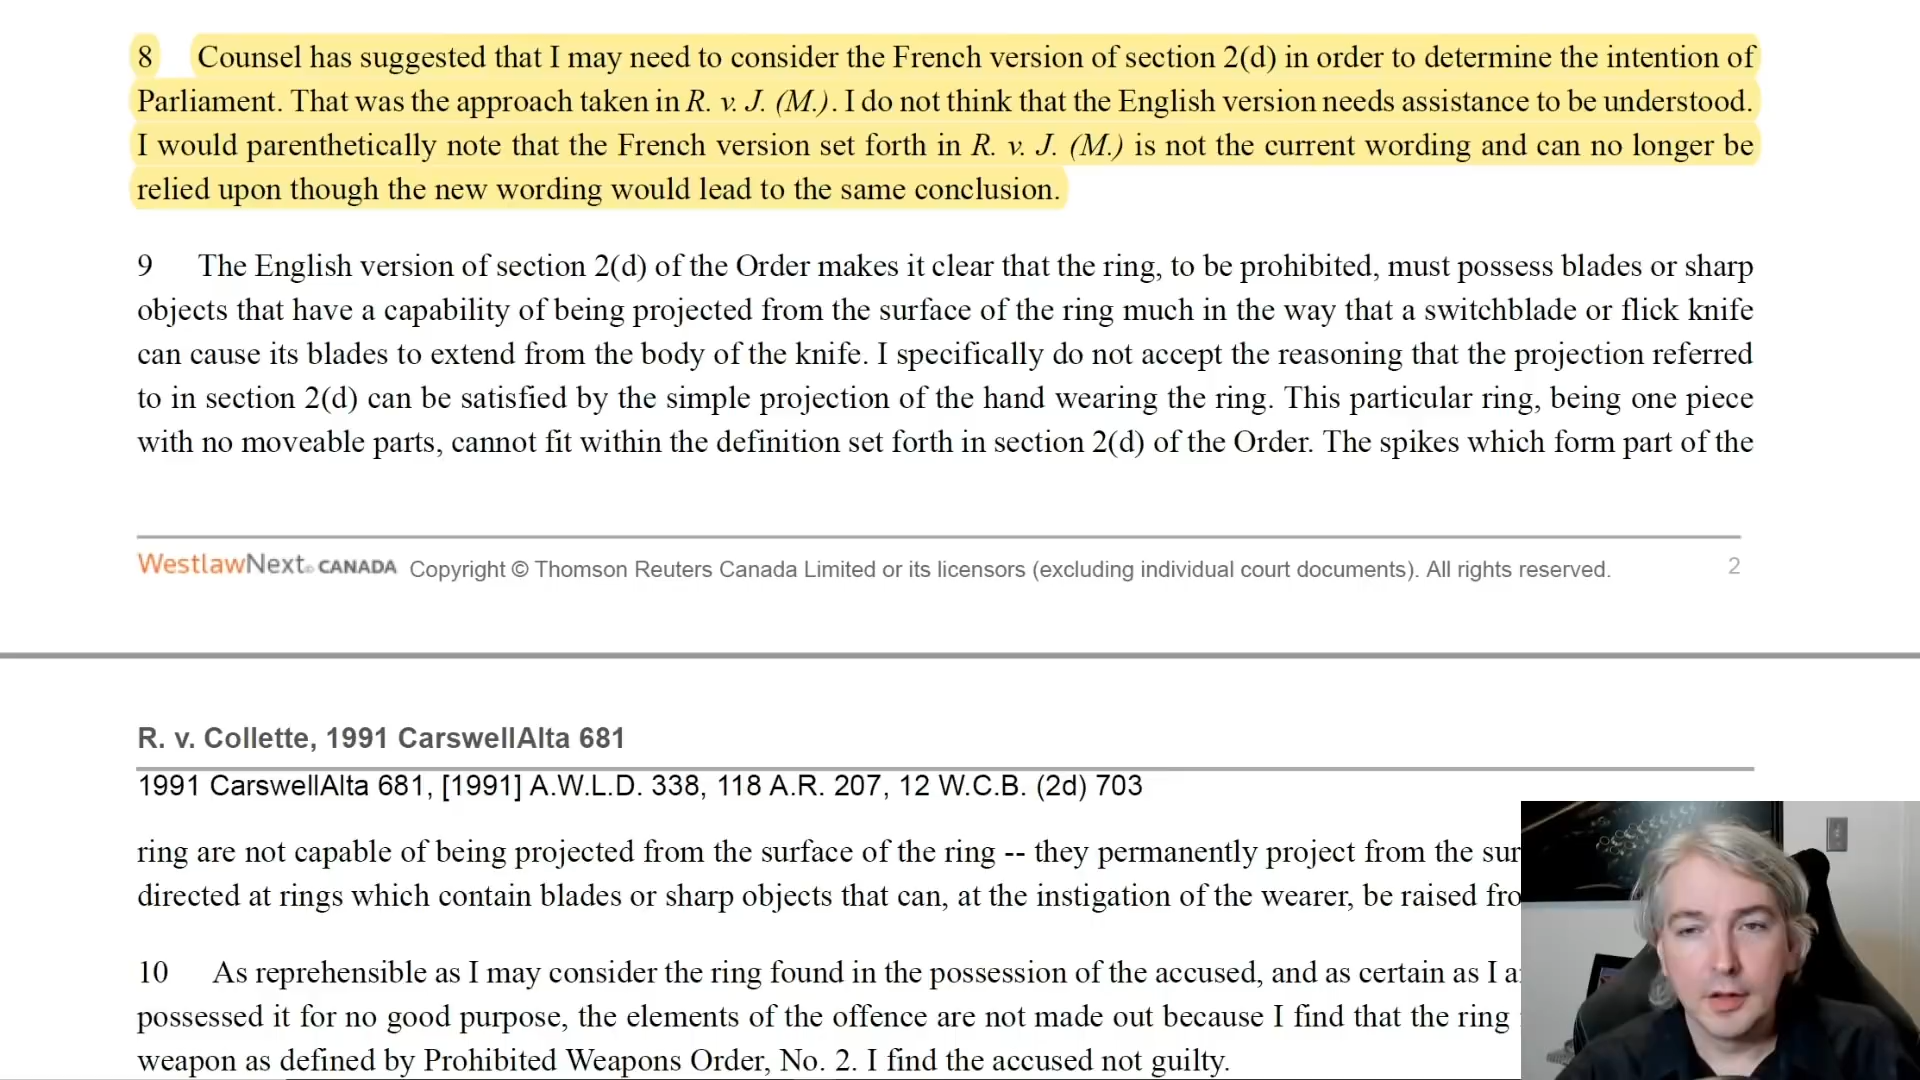 8 Counsel has suggested that I may need to consider the French version of section 2(d) in order to determine the intention of
Parliament. That was the approach taken in R. v. J. (M.). I do not think that the English version needs assistance to be understood.
I would parenthetically note that the French version set forth in R. v. J. (M.) is not the current wording and can no longer be
relied upon though the new wording would lead to the same conclusion.
9 The English version of section 2(d) of the Order makes it clear that the ring, to be prohibited, must possess blades or sharp
objects that have a capability of being projected from the surface of the ring much in the way that a switchblade or flick knife
can cause its blades to extend from the body of the knife. I specifically do not accept the reasoning that the projection referred
to in section 2(d) can be satisfied by the simple projection of the hand wearing the ring. This particular ring, being one piece
with no moveable parts, cannot fit within the definition set forth in section 2(d) of the Order. The spikes which form part of the
WestlawNext. CANADA Copyright © Thomson Reuters Canada Limited or its licensors (excluding individual court documents). All rights reserved. 2
R. v. Collette, 1991 CarswellAlta 681
1991 CarswellAlta 681, [1991] A.W.L.D. 338, 118 A.R. 207, 12 W.C.B. (2d) 703
ring are not capable of being projected from the surface of the ring -- they permanently project from the sur
directed at rings which contain blades or sharp objects that can, at the instigation of the wearer, be raised fro
10 As reprehensible as I may consider the ring found in the possession of the accused, and as certain as I a
possessed it for no good purpose, the elements of the offence are not made out because I find that the ring
weapon as defined by Prohibited Weapons Order, No. 2. I find the accused not guilty.